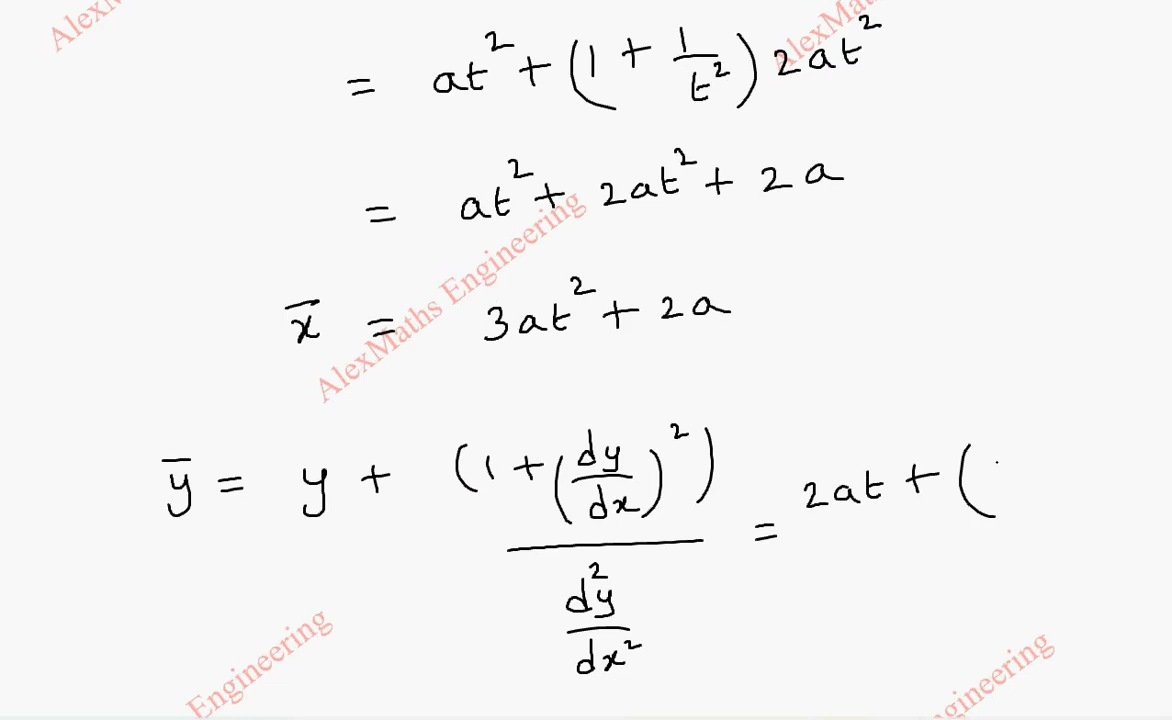 = at² + (1 + 1/t²) 2at²
= at² + 2at² + 2a
x̅ = 3at² + 2a
y̅ = y + (1 + (dy/dx)²) / (d²y/dx²) = 2at + (
AlexMaths Engineering
Engineering